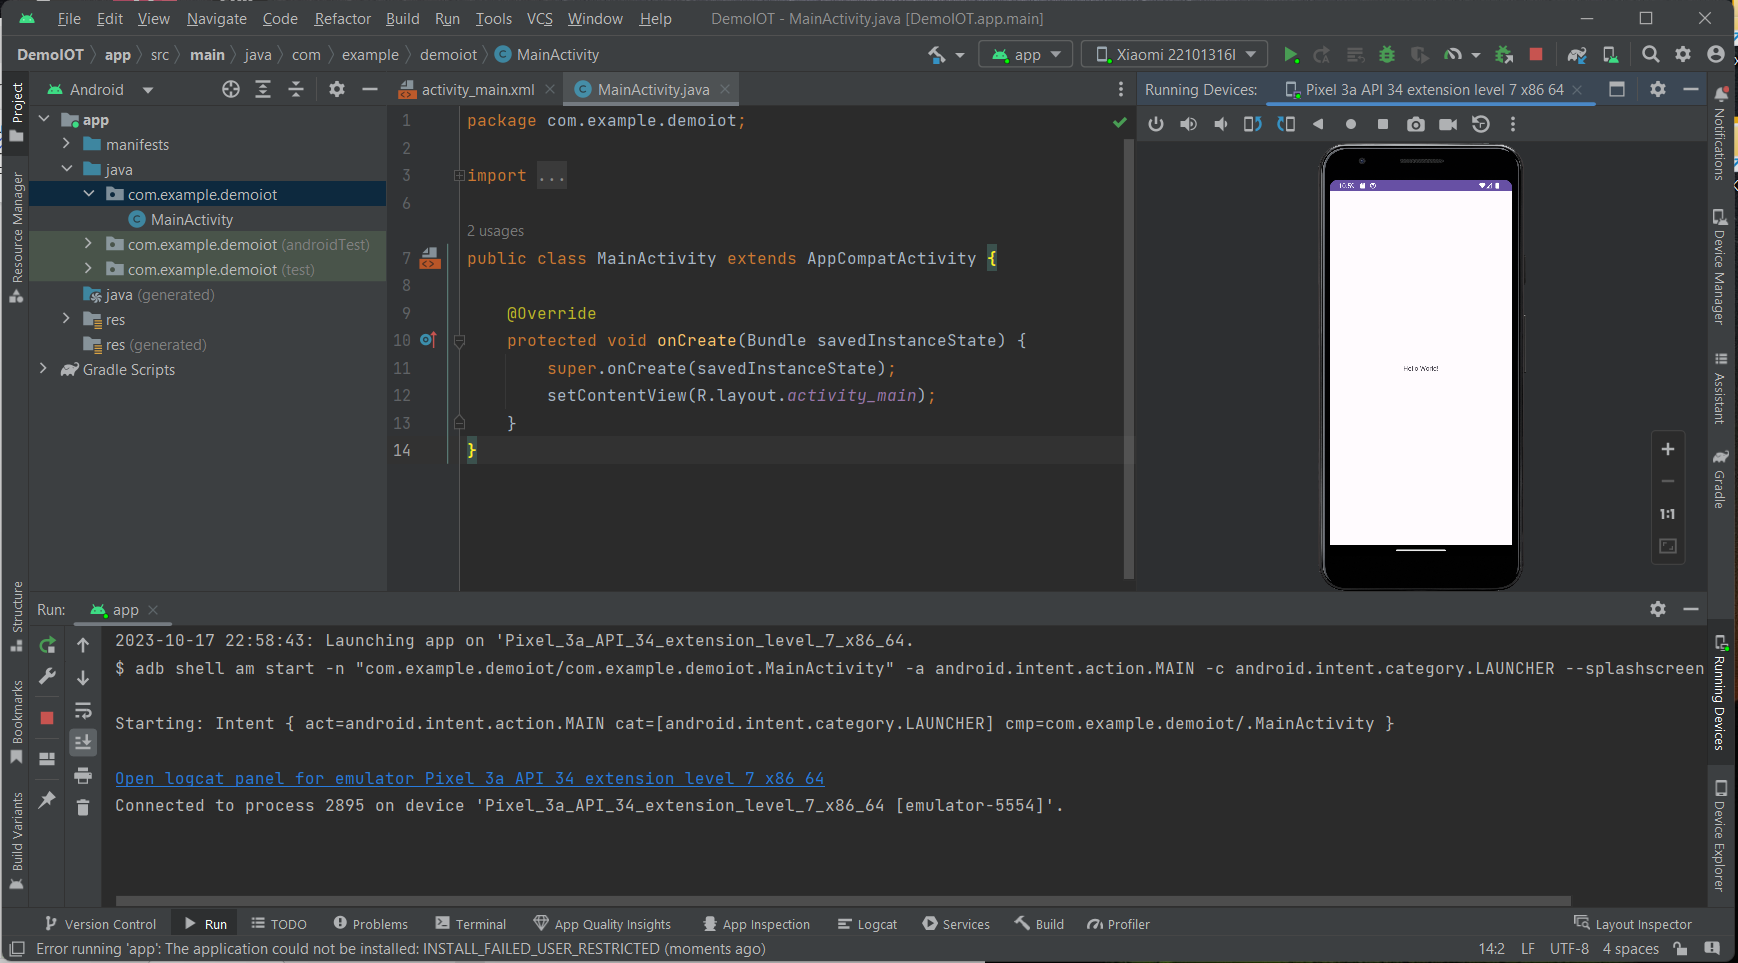 File Edit View Navigate Code Refactor Build Run Tools VCS Window Help DemoIOT - MainActivity.java [DemoIOT.app.main]
DemoIOT app src main java com example demoiot MainActivity app Xiaomi 22101316I
Project
Resource Manager
Structure
Bookmarks
Build Variants
Android
app
manifests
java
com.example.demoiot
MainActivity
com.example.demoiot (androidTest)
com.example.demoiot (test)
java (generated)
res
res (generated)
Gradle Scripts
activity_main.xml MainActivity.java
1 package com.example.demoiot;
2
3 import ...
6
2 usages
7 public class MainActivity extends AppCompatActivity {
8
9 @Override
10 protected void onCreate(Bundle savedInstanceState) {
11 super.onCreate(savedInstanceState);
12 setContentView(R.layout.activity_main);
13 }
14 }
Running Devices: Pixel 3a API 34 extension level 7 x86 64
Hello World!
1:1
Notifications
Device Manager
Assistant
Gradle
Running Devices
Device Explorer
Run: app
2023-10-17 22:58:43: Launching app on 'Pixel_3a_API_34_extension_level_7_x86_64.
$ adb shell am start -n "com.example.demoiot/com.example.demoiot.MainActivity" -a android.intent.action.MAIN -c android.intent.category.LAUNCHER --splashscreen
Starting: Intent { act=android.intent.action.MAIN cat=[android.intent.category.LAUNCHER] cmp=com.example.demoiot/.MainActivity }
Open logcat panel for emulator Pixel 3a API 34 extension level 7 x86 64
Connected to process 2895 on device 'Pixel_3a_API_34_extension_level_7_x86_64 [emulator-5554]'.
Version Control Run TODO Problems Terminal App Quality Insights App Inspection Logcat Services Build Profiler Layout Inspector
Error running 'app': The application could not be installed: INSTALL_FAILED_USER_RESTRICTED (moments ago) 14:2 LF UTF-8 4 spaces